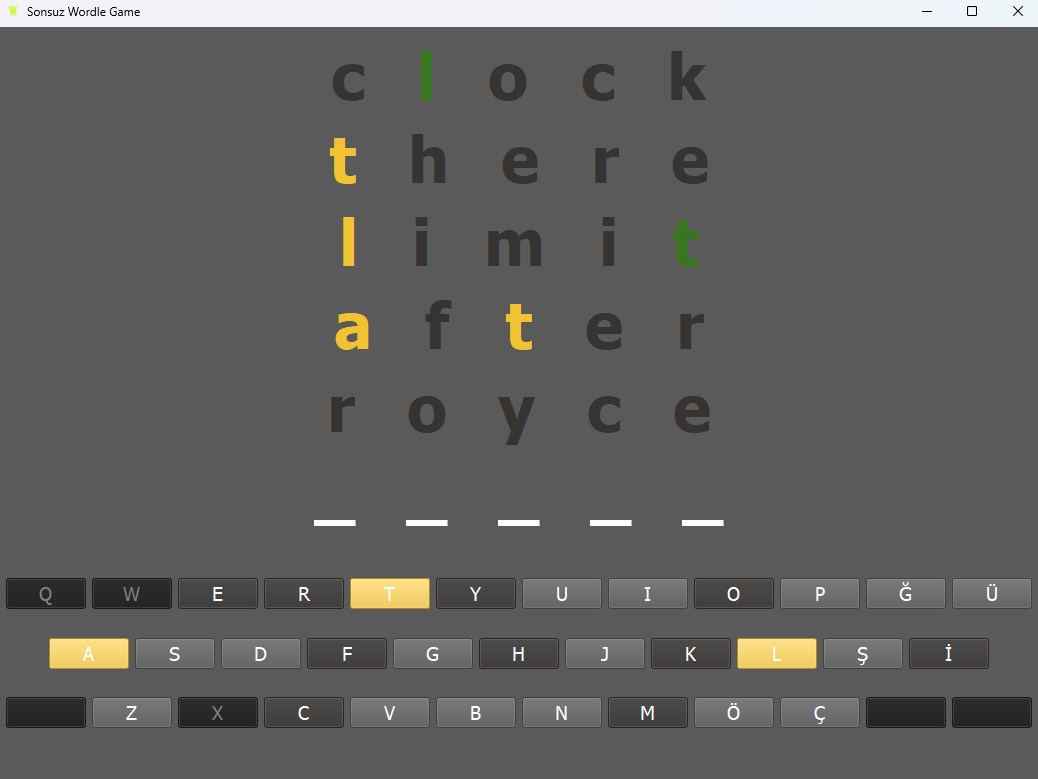 Sonsuz Wordle Game
c l o c k
t h e r e
l i m i t
a f t e r
r o y c e
Q W E R T Y U I O P Ğ Ü
A S D F G H J K L Ş İ
Z X C V B N M Ö Ç